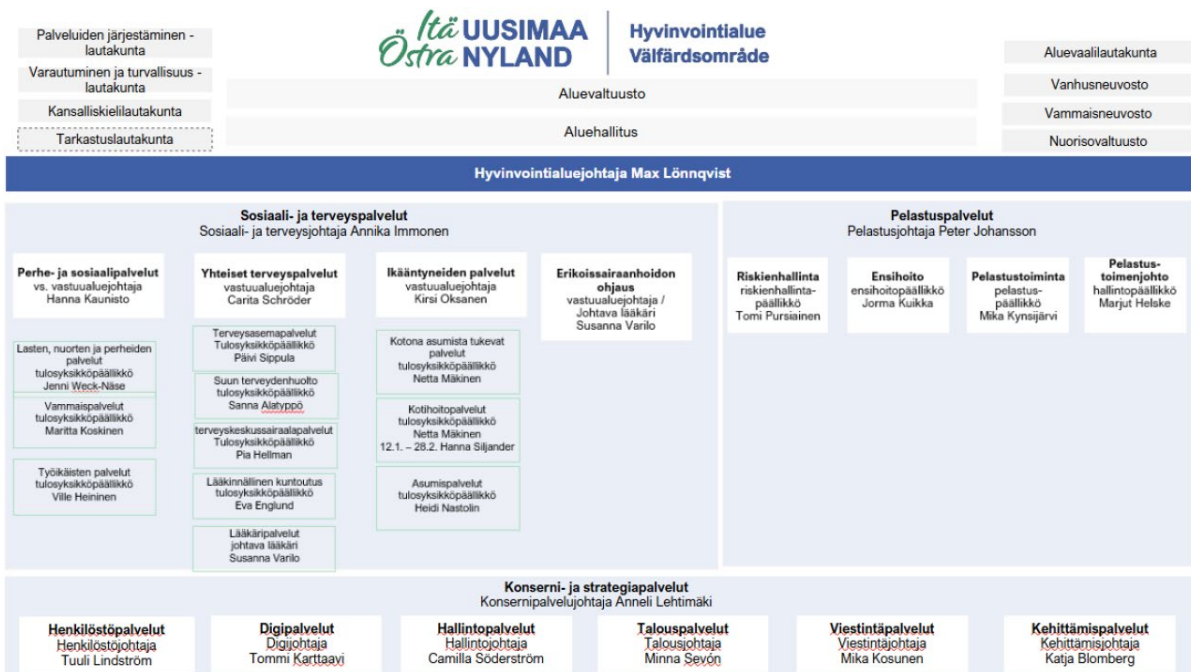 Palveluiden järjestäminen -
lautakunta
Varautuminen ja turvallisuus -
lautakunta
Kansalliskielilautakunta
Tarkastuslautakunta
Itä UUSIMAA
Östra NYLAND
Hyvinvointialue
Välfärdsområde
Aluevaltuusto
Aluehallitus
Aluevaalilautakunta
Vanhusneuvosto
Vammaisneuvosto
Nuorisovaltuusto
Hyvinvointialuejohtaja Max Lönnqvist
Sosiaali- ja terveyspalvelut
Sosiaali- ja terveysjohtaja Annika Immonen
Perhe- ja sosiaalipalvelut
vs. vastuualuejohtaja
Hanna Kaunisto
Lasten, nuorten ja perheiden
palvelut
tulosyksikköpäällikkö
Jenni Weck-Näse
Vammaispalvelut
tulosyksikköpäällikkö
Maritta Koskinen
Työikäisten palvelut
tulosyksikköpäällikkö
Ville Heininen
Yhteiset terveyspalvelut
vastuualuejohtaja
Carita Schröder
Terveysasemapalvelut
Tulosyksikköpäällikkö
Päivi Sippula
Suun terveydenhuolto
tulosyksikköpäällikkö
Sanna Alatyppö
terveyskeskussairaalapalvelut
Tulosyksikköpäällikkö
Pia Hellman
Lääkinnällinen kuntoutus
tulosyksikköpäällikkö
Eva Englund
Lääkäripalvelut
johtava lääkäri
Susanna Varilo
Ikääntyneiden palvelut
vastuualuejohtaja
Kirsi Oksanen
Kotona asumista tukevat
palvelut
tulosyksikköpäällikkö
Netta Mäkinen
Kotihoitopalvelut
tulosyksikköpäällikkö
Netta Mäkinen
12.1. – 28.2. Hanna Siljander
Asumispalvelut
tulosyksikköpäällikkö
Heidi Nastolin
Erikoissairaanhoidon
ohjaus
vastuualuejohtaja /
Johtava lääkäri
Susanna Varilo
Pelastuspalvelut
Pelastusjohtaja Peter Johansson
Riskienhallinta
riskienhallinta-
päällikkö
Tomi Pursiainen
Ensihoito
ensihoitopäällikkö
Jorma Kuikka
Pelastustoiminta
pelastus-
päällikkö
Mika Kynsijärvi
Pelastus-
toimenjohto
hallintopäällikkö
Marjut Helske
Konserni- ja strategiapalvelut
Konsernipalvelujohtaja Anneli Lehtimäki
Henkilöstöpalvelut
Henkilöstöjohtaja
Tuuli Lindström
Digipalvelut
Digijohtaja
Tommi Karttaavi
Hallintopalvelut
Hallintojohtaja
Camilla Söderström
Talouspalvelut
Talousjohtaja
Minna Sevón
Viestintäpalvelut
Viestintäjohtaja
Mika Kosunen
Kehittämispalvelut
Kehittämisjohtaja
Katja Blomberg